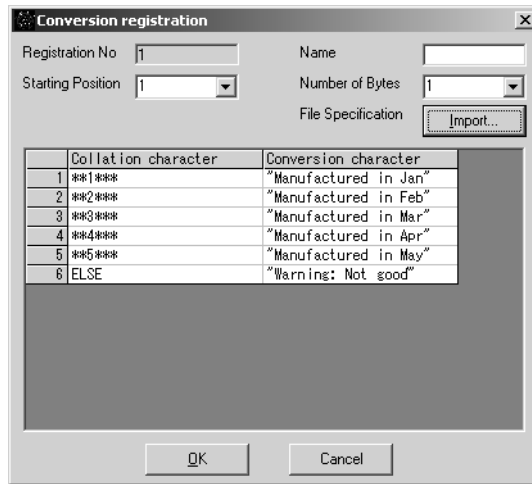 Conversion registration
Registration No 1 Name
Starting Position 1 Number of Bytes 1
File Specification Import...
Collation character Conversion character
1 **1*** "Manufactured in Jan"
2 **2*** "Manufactured in Feb"
3 **3*** "Manufactured in Mar"
4 **4*** "Manufactured in Apr"
5 **5*** "Manufactured in May"
6 ELSE "Warning: Not good"
OK Cancel